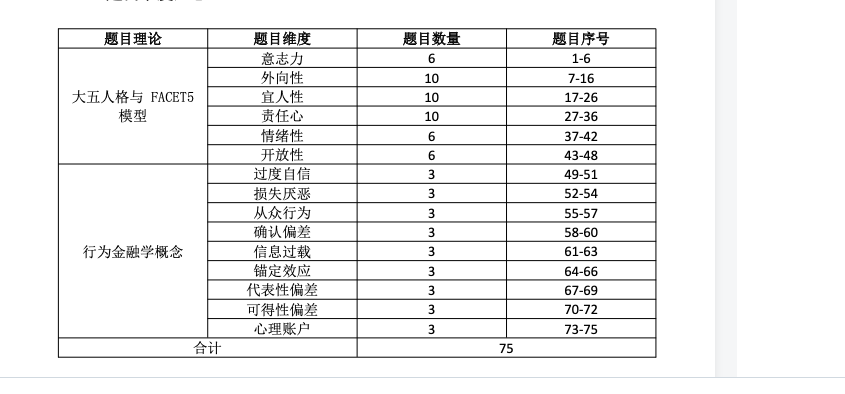 题目理论 题目维度 题目数量 题目序号
大五人格与 FACET5 模型
意志力 6 1-6
外向性 10 7-16
宜人性 10 17-26
责任心 10 27-36
情绪性 6 37-42
开放性 6 43-48
行为金融学概念
过度自信 3 49-51
损失厌恶 3 52-54
从众行为 3 55-57
确认偏差 3 58-60
信息过载 3 61-63
锚定效应 3 64-66
代表性偏差 3 67-69
可得性偏差 3 70-72
心理账户 3 73-75
合计 75